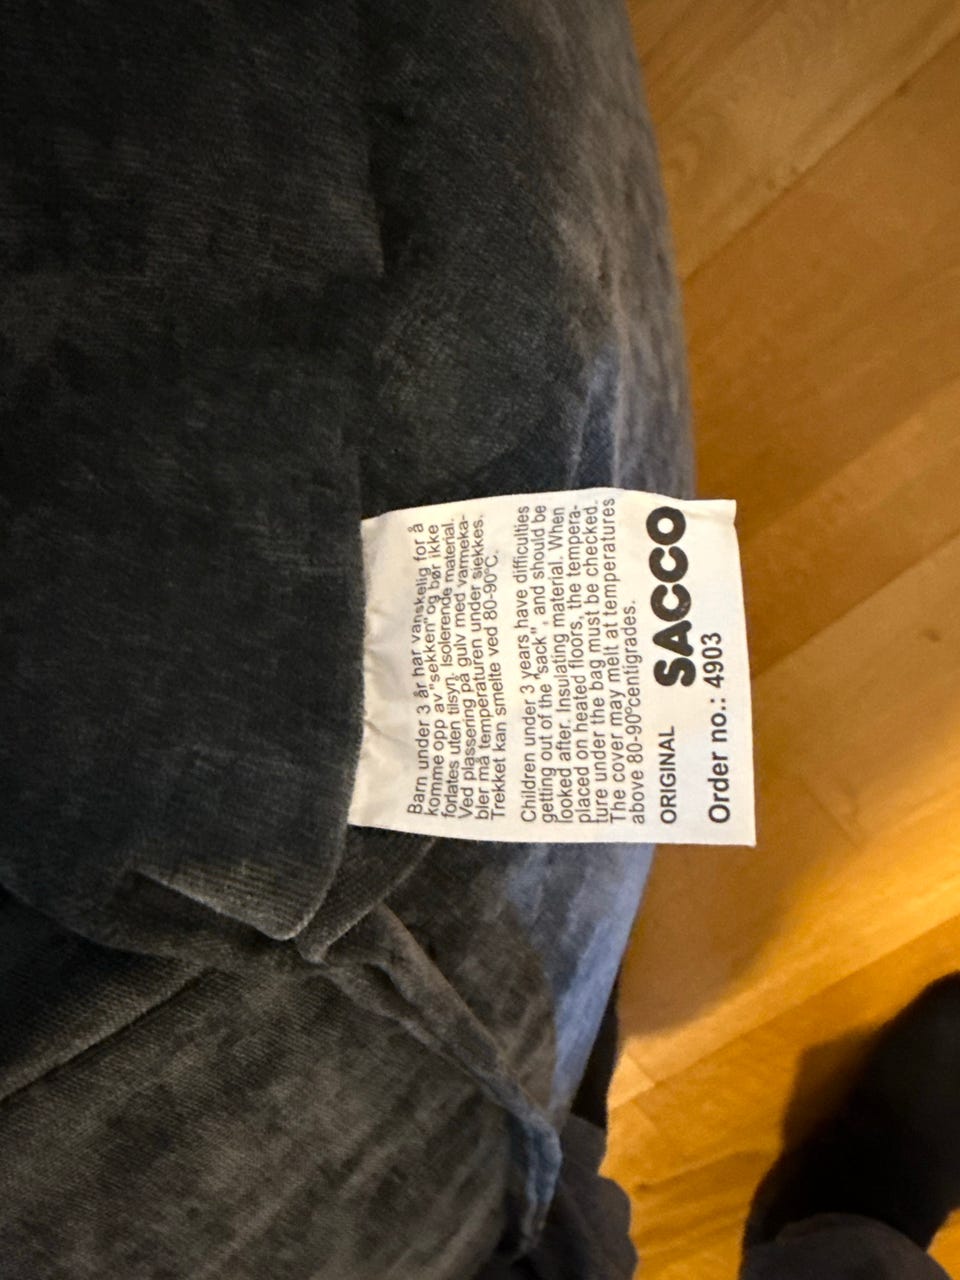 Barn under 3 år har vanskelig for å
komme opp av "sekken" og bør ikke
forlates uten tilsyn. Isolerende material.
Ved plassering på gulv med varmeka-
bler må temperaturen under sjekkes.
Trekket kan smelte ved 80-90°C.
Children under 3 years have difficulties
getting out of the "sack", and should be
looked after. Insulating material. When
placed on heated floors, the tempera-
ture under the bag must be checked.
The cover may melt at temperatures
above 80-90°centigrades.
ORIGINAL SACCO
Order no.: 4903